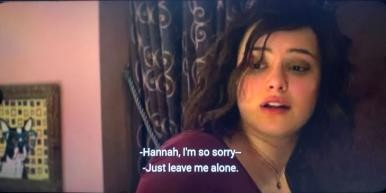 -Hannah, I'm so sorry--
-Just leave me alone.